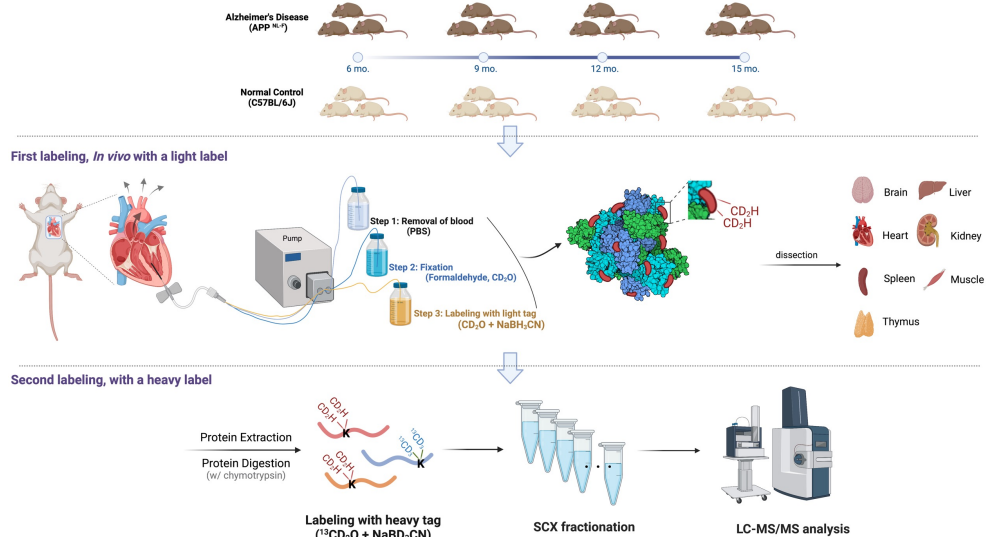 Alzheimer's Disease
(APP NL-F)
6 mo.
9 mo.
12 mo.
15 mo.
Normal Control
(C57BL/6J)
First labeling, In vivo with a light label
Pump
Step 1: Removal of blood
(PBS)
Step 2: Fixation
(Formaldehyde, CD₂O)
Step 3: Labeling with light tag
(CD₂O + NaBH₃CN)
CD₂H
CD₂H
dissection
Brain
Liver
Heart
Kidney
Spleen
Muscle
Thymus
Second labeling, with a heavy label
Protein Extraction
Protein Digestion
(w/ chymotrypsin)
CD₂H
CD₂H
K
¹³CD₃
¹³CD₃
K
CD₂H
CD₂H
K
Labeling with heavy tag
(¹³CD₂O + NaBD₃CN)
SCX fractionation
LC-MS/MS analysis